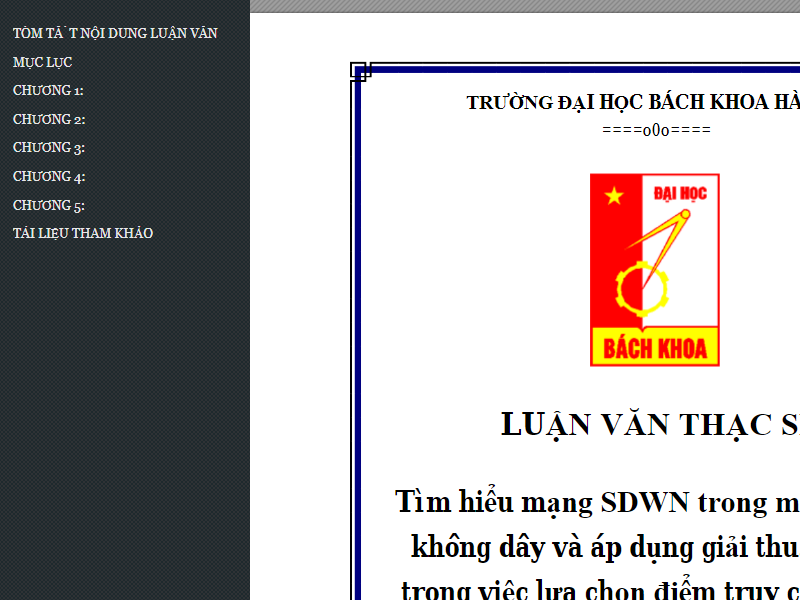 TÓM TĂ`T NỘI DUNG LUẬN VĂN
MỤC LỤC
CHƯƠNG 1:
CHƯƠNG 2:
CHƯƠNG 3:
CHƯƠNG 4:
CHƯƠNG 5:
TÀI LIỆU THAM KHẢO
TRƯỜNG ĐẠI HỌC BÁCH KHOA HÀ
====o0o====
ĐẠI HỌC
BÁCH KHOA
LUẬN VĂN THẠC S
Tìm hiểu mạng SDWN trong m
không dây và áp dụng giải thu
trong việc lựa chọn điểm truy c